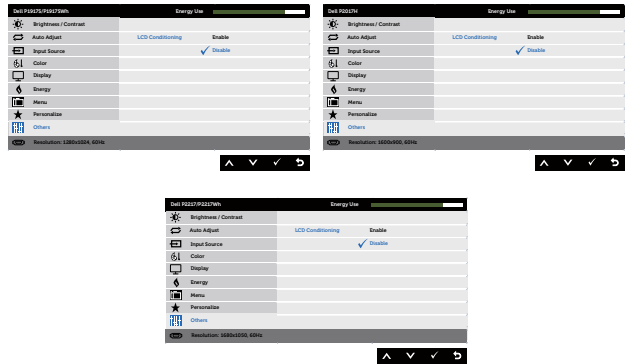 Dell P1917S/P1917SWh Energy Use
Brightness / Contrast
Auto Adjust LCD Conditioning Enable
Input Source Disable
Color
Display
Energy
Menu
Personalize
Others
Resolution: 1280x1024, 60Hz
Dell P2017H Energy Use
Brightness / Contrast
Auto Adjust LCD Conditioning Enable
Input Source Disable
Color
Display
Energy
Menu
Personalize
Others
Resolution: 1600x900, 60Hz
Dell P2217/P2217Wh Energy Use
Brightness / Contrast
Auto Adjust LCD Conditioning Enable
Input Source Disable
Color
Display
Energy
Menu
Personalize
Others
Resolution: 1680x1050, 60Hz